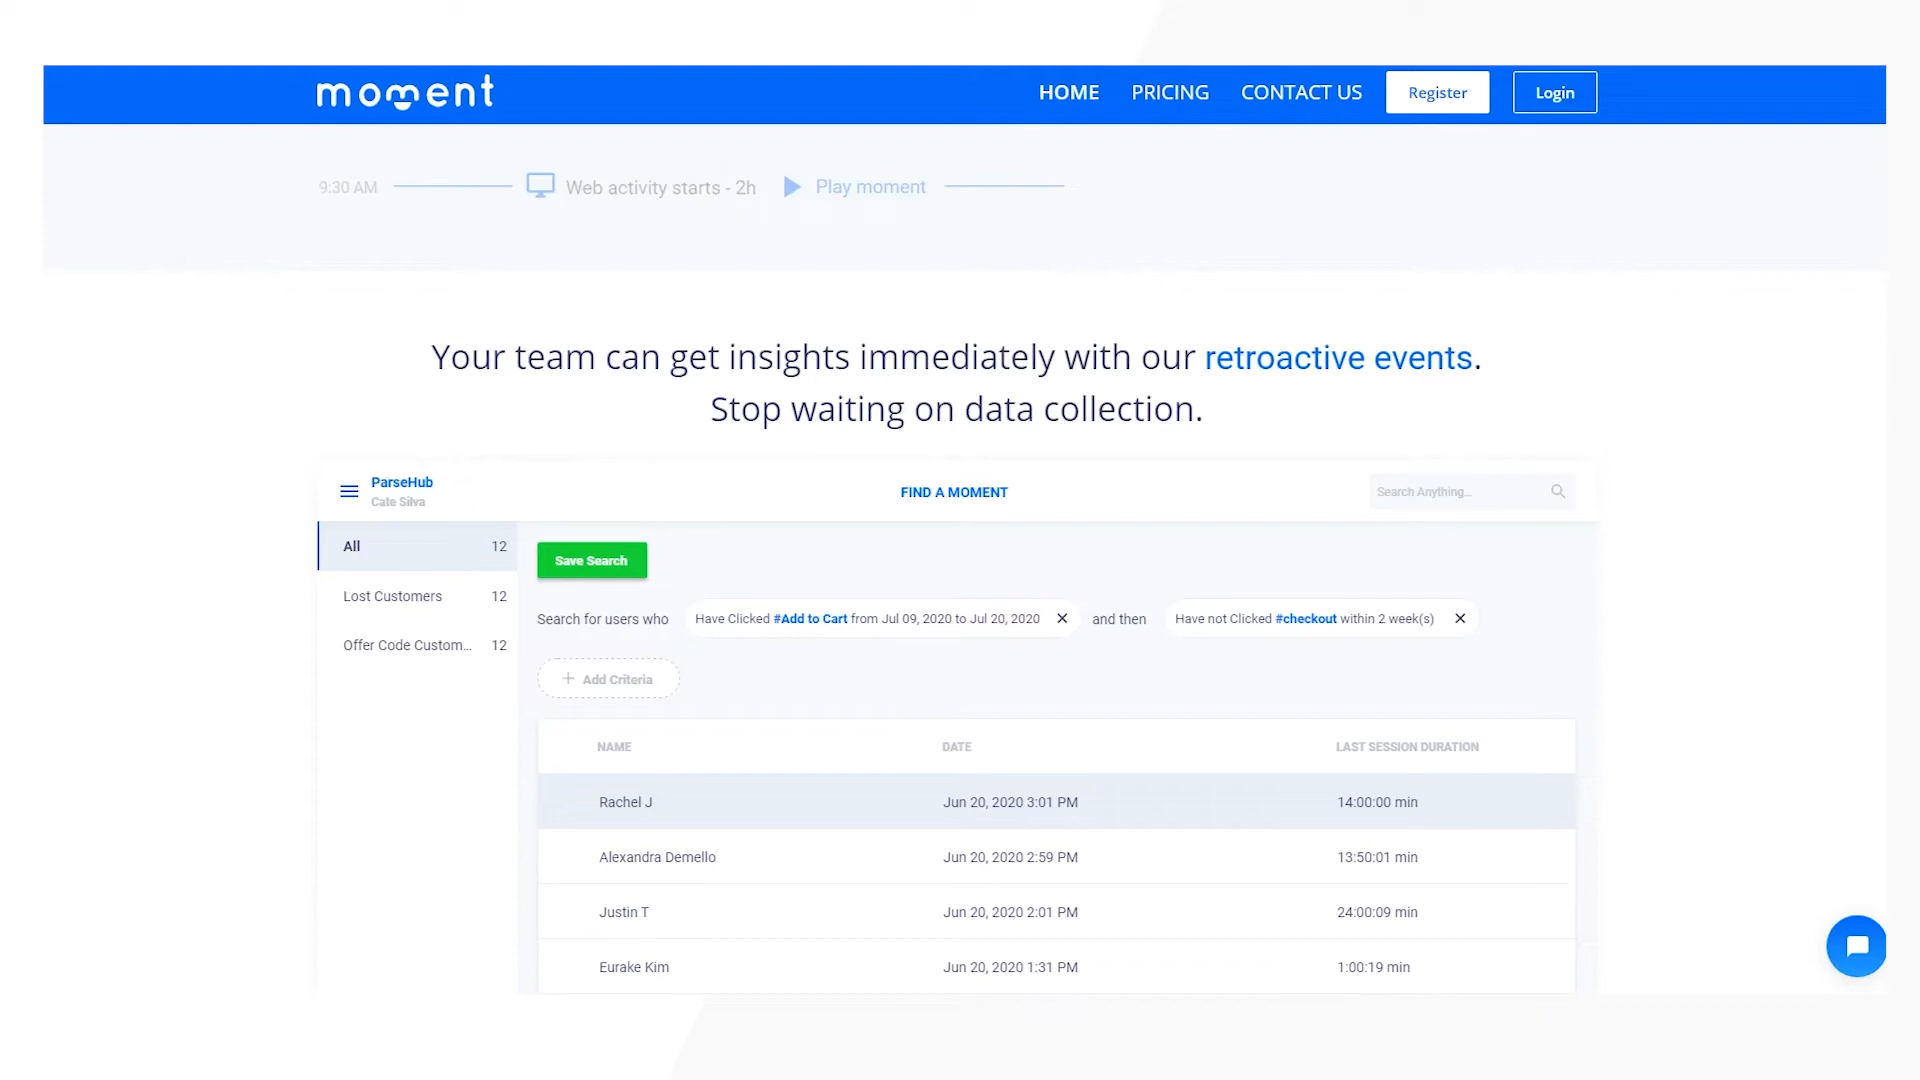 moment HOME PRICING CONTACT US Register Login
9:30 AM Web activity starts - 2h Play moment
Your team can get insights immediately with our retroactive events.
Stop waiting on data collection.
ParseHub
Cate Silva
FIND A MOMENT
Search Anything...
All 12
Lost Customers 12
Offer Code Custom... 12
Save Search
Search for users who Have Clicked #Add to Cart from Jul 09, 2020 to Jul 20, 2020 and then Have not Clicked #checkout within 2 week(s)
+ Add Criteria
NAME DATE LAST SESSION DURATION
Rachel J Jun 20, 2020 3:01 PM 14:00:00 min
Alexandra Demello Jun 20, 2020 2:59 PM 13:50:01 min
Justin T Jun 20, 2020 2:01 PM 24:00:09 min
Eurake Kim Jun 20, 2020 1:31 PM 1:00:19 min